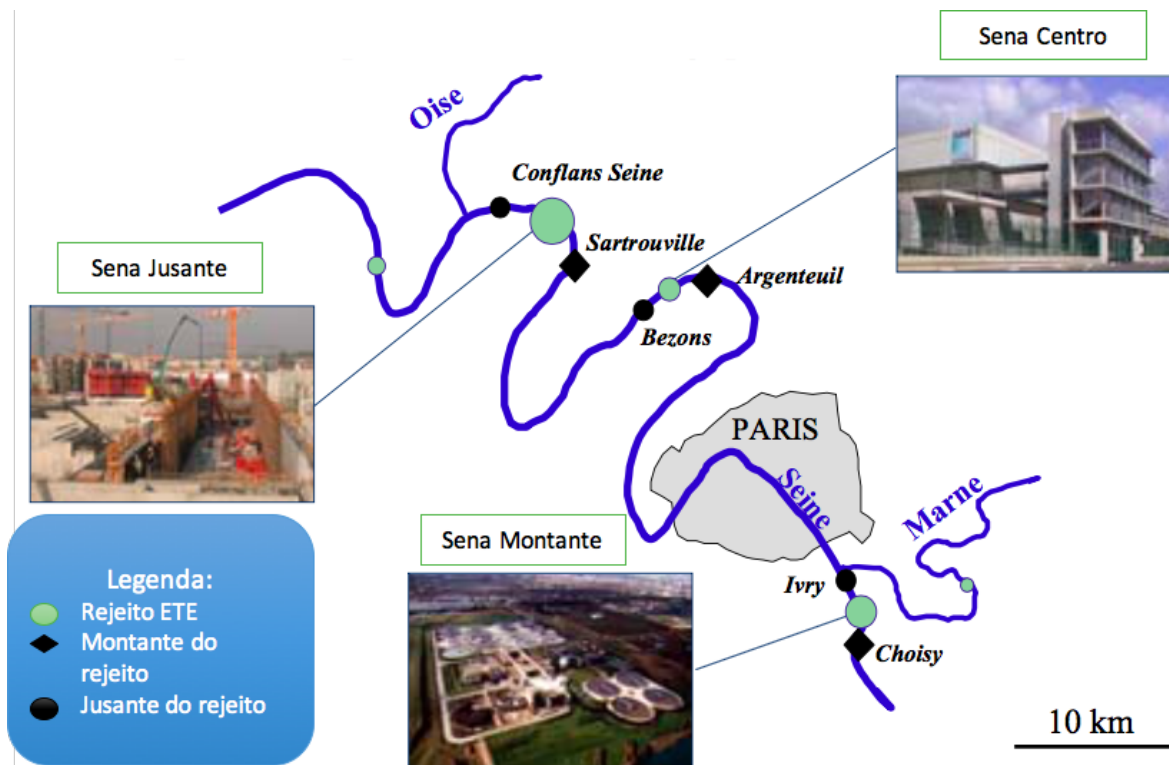 Sena Centro
Oise
Conflans Seine
Sartrouville
Sena Jusante
Argenteuil
Bezons
PARIS
Seine
Marne
Sena Montante
Ivry
Choisy
Legenda:
Rejeito ETE
Montante do
rejeito
Jusante do rejeito
10 km